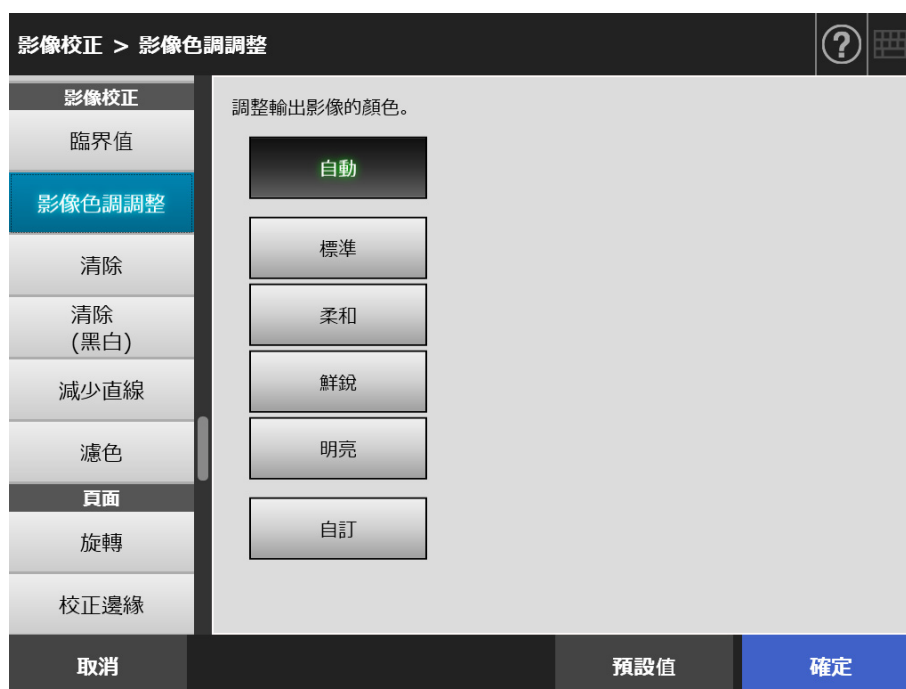 影像校正 > 影像色調調整
?
影像校正
臨界值
影像色調調整
清除
清除
(黑白)
減少直線
濾色
頁面
旋轉
校正邊緣
調整輸出影像的顏色。
自動
標準
柔和
鮮銳
明亮
自訂
取消
預設值
確定